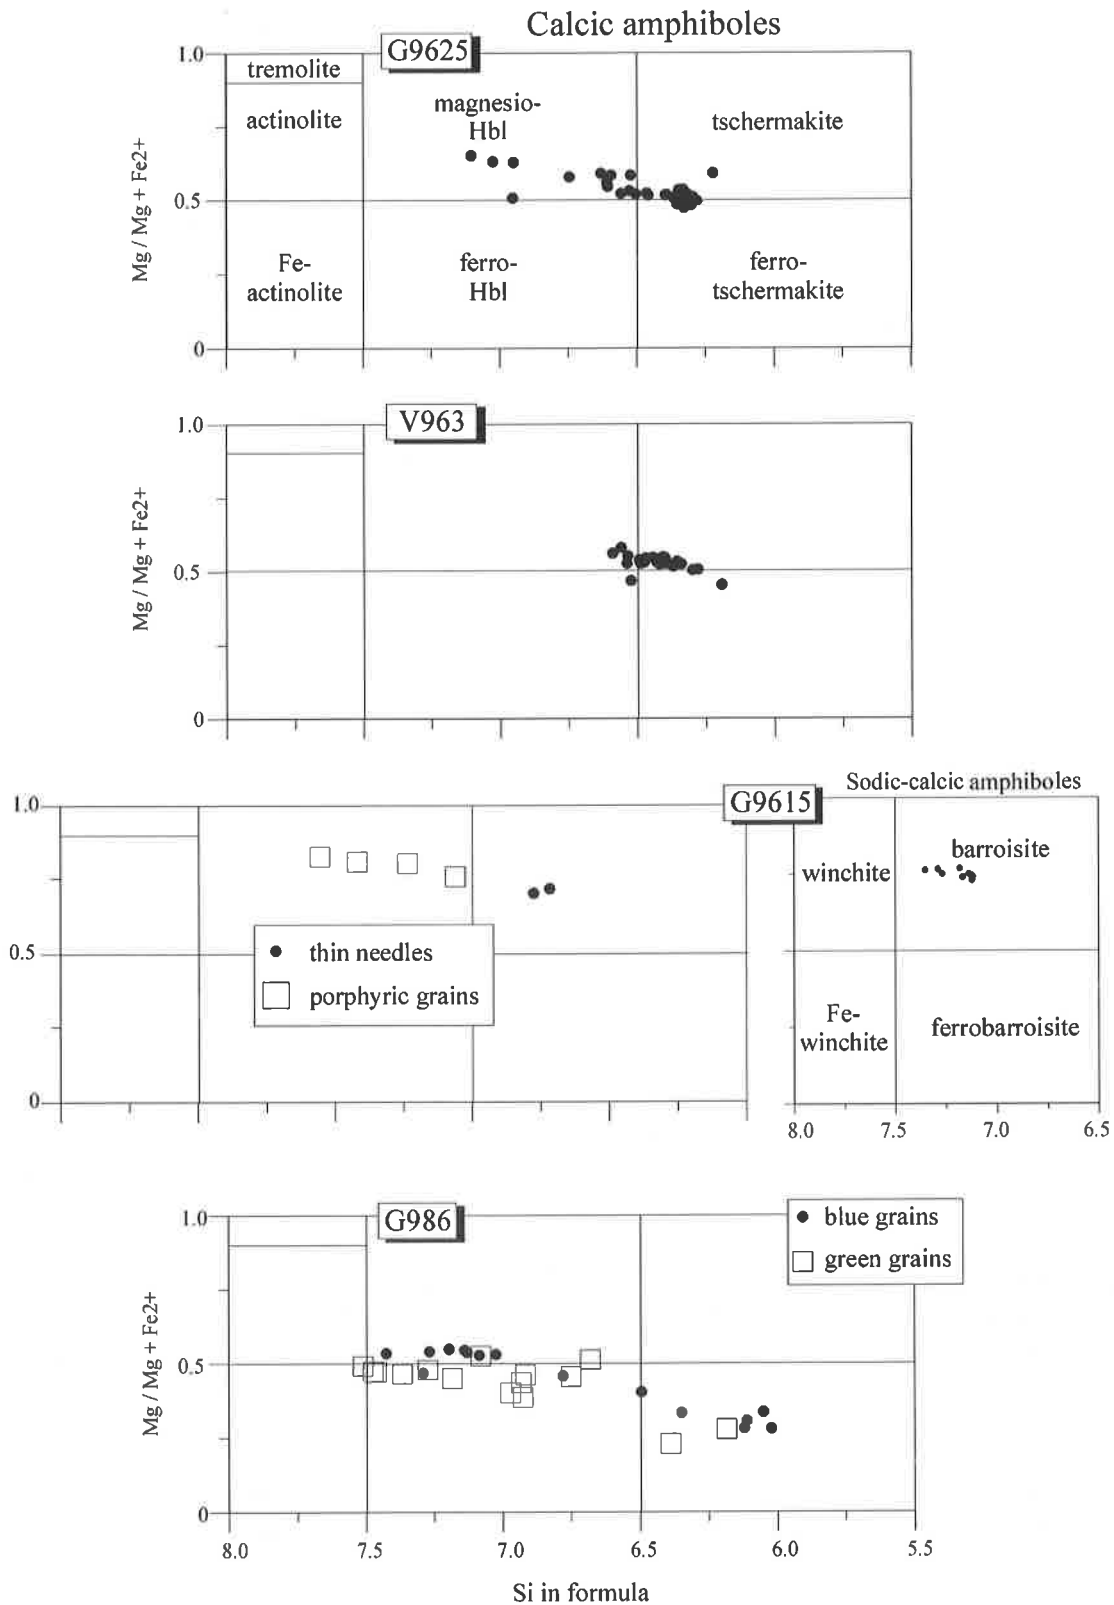 Calcic amphiboles
G9625
1.0
tremolite
magnesio-
Hbl
actinolite
tschermakite
Mg / Mg + Fe2+
0.5
Fe-
actinolite
ferro-
Hbl
ferro-
tschermakite
0
V963
1.0
Mg / Mg + Fe2+
0.5
0
Sodic-calcic amphiboles
G9615
1.0
barroisite
winchite
thin needles
0.5
porphyric grains
Fe-
winchite
ferrobarroisite
0
8.0 7.5 7.0 6.5
G986
1.0
blue grains
green grains
Mg / Mg + Fe2+
0.5
0
8.0 7.5 7.0 6.5 6.0 5.5
Si in formula